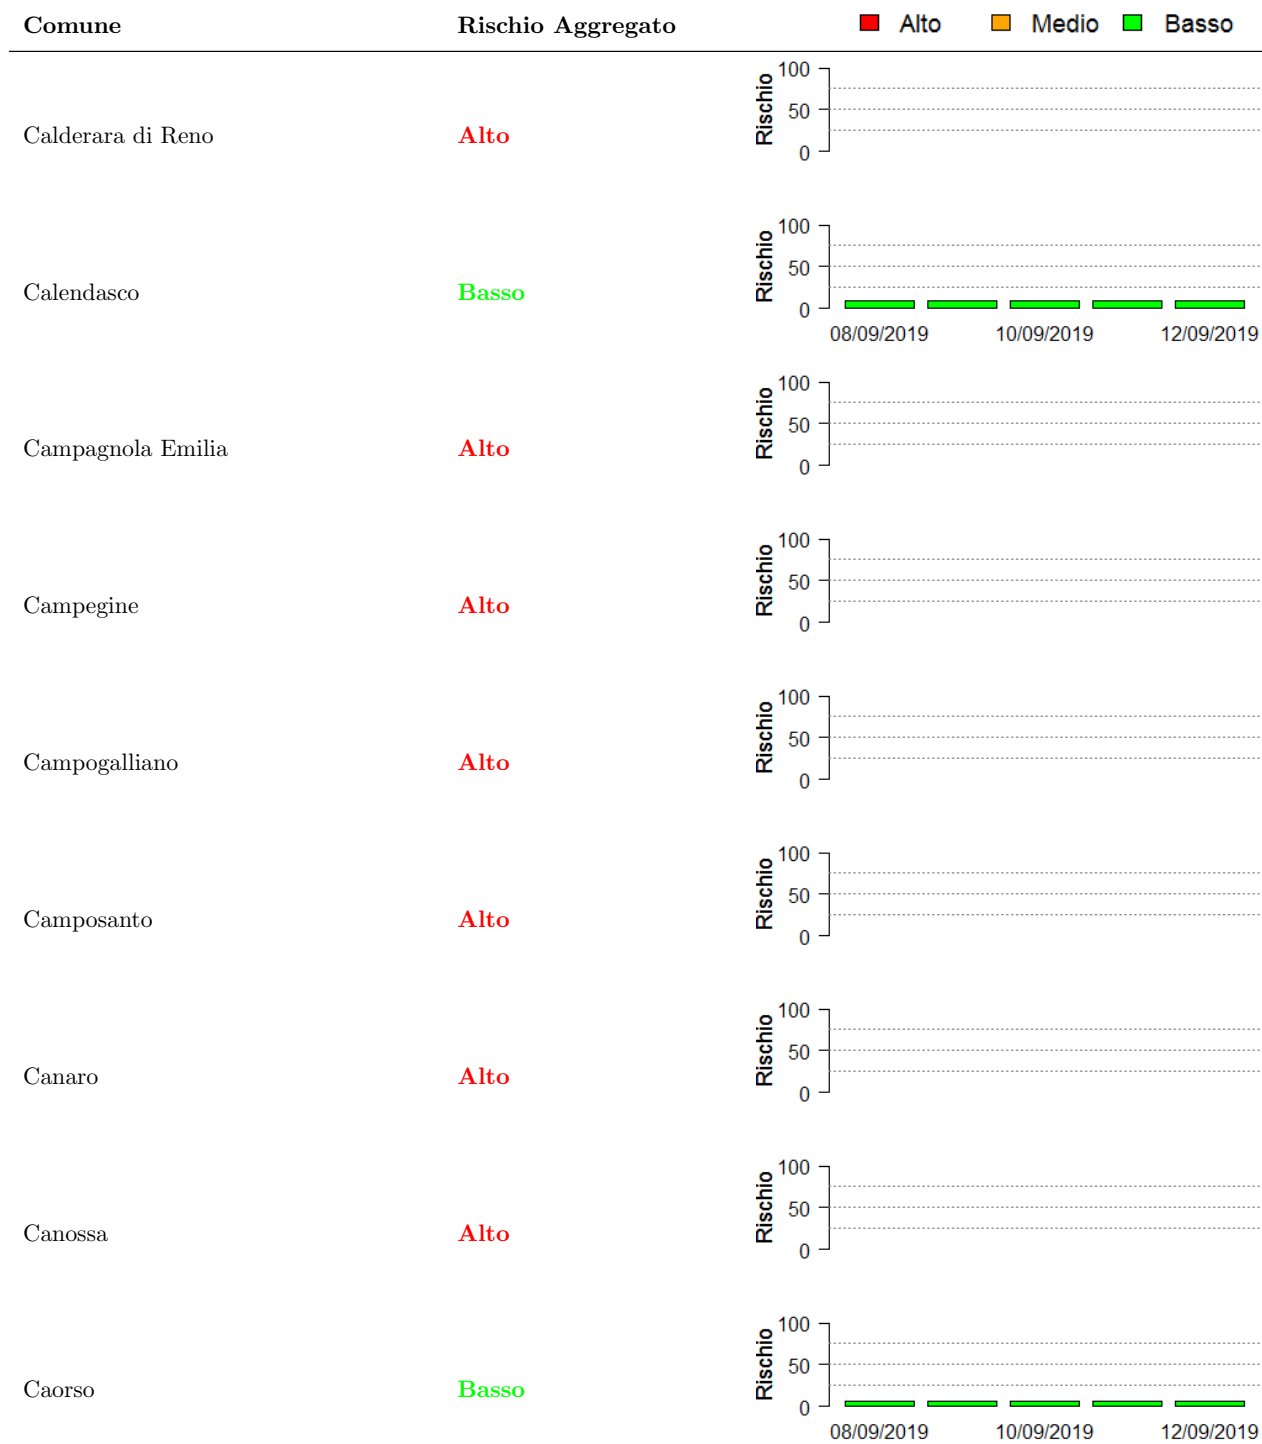 Comune Rischio Aggregato Alto Medio Basso
Calderara di Reno Alto
Rischio
100
50
0
Calendasco Basso
Rischio
100
50
0
08/09/2019 10/09/2019 12/09/2019
Campagnola Emilia Alto
Rischio
100
50
0
Campegine Alto
Rischio
100
50
0
Campogalliano Alto
Rischio
100
50
0
Camposanto Alto
Rischio
100
50
0
Canaro Alto
Rischio
100
50
0
Canossa Alto
Rischio
100
50
0
Caorso Basso
Rischio
100
50
0
08/09/2019 10/09/2019 12/09/2019